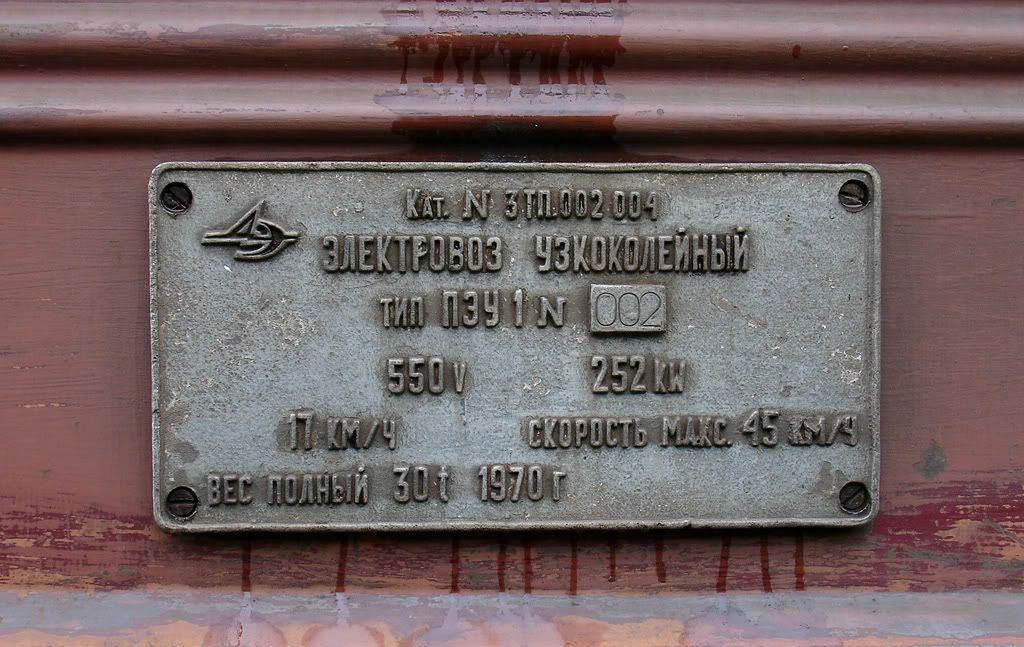 Кат. N 3ТП.002.004
ЭЛЕКТРОВОЗ УЗКОКОЛЕЙНЫЙ
ТИП ПЭУ 1 N 002
550 V 252 kW
17 КМ/Ч СКОРОСТЬ МАКС. 45 КМ/Ч
ВЕС ПОЛНЫЙ 30 t 1970 г